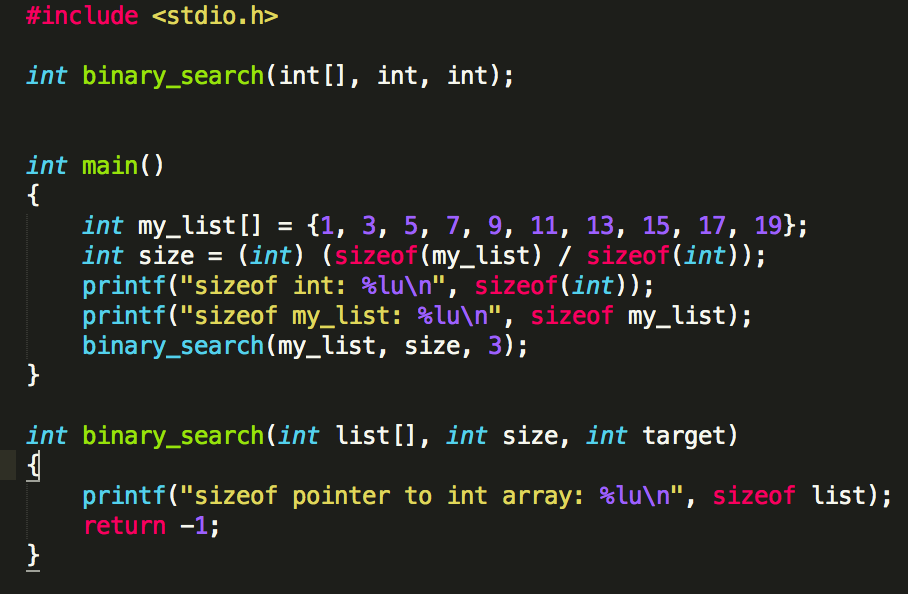 #include <stdio.h>
int binary_search(int[], int, int);
int main()
{
int my_list[] = {1, 3, 5, 7, 9, 11, 13, 15, 17, 19};
int size = (int) (sizeof(my_list) / sizeof(int));
printf("sizeof int: %lu\n", sizeof(int));
printf("sizeof my_list: %lu\n", sizeof my_list);
binary_search(my_list, size, 3);
}
int binary_search(int list[], int size, int target)
{
printf("sizeof pointer to int array: %lu\n", sizeof list);
return -1;
}